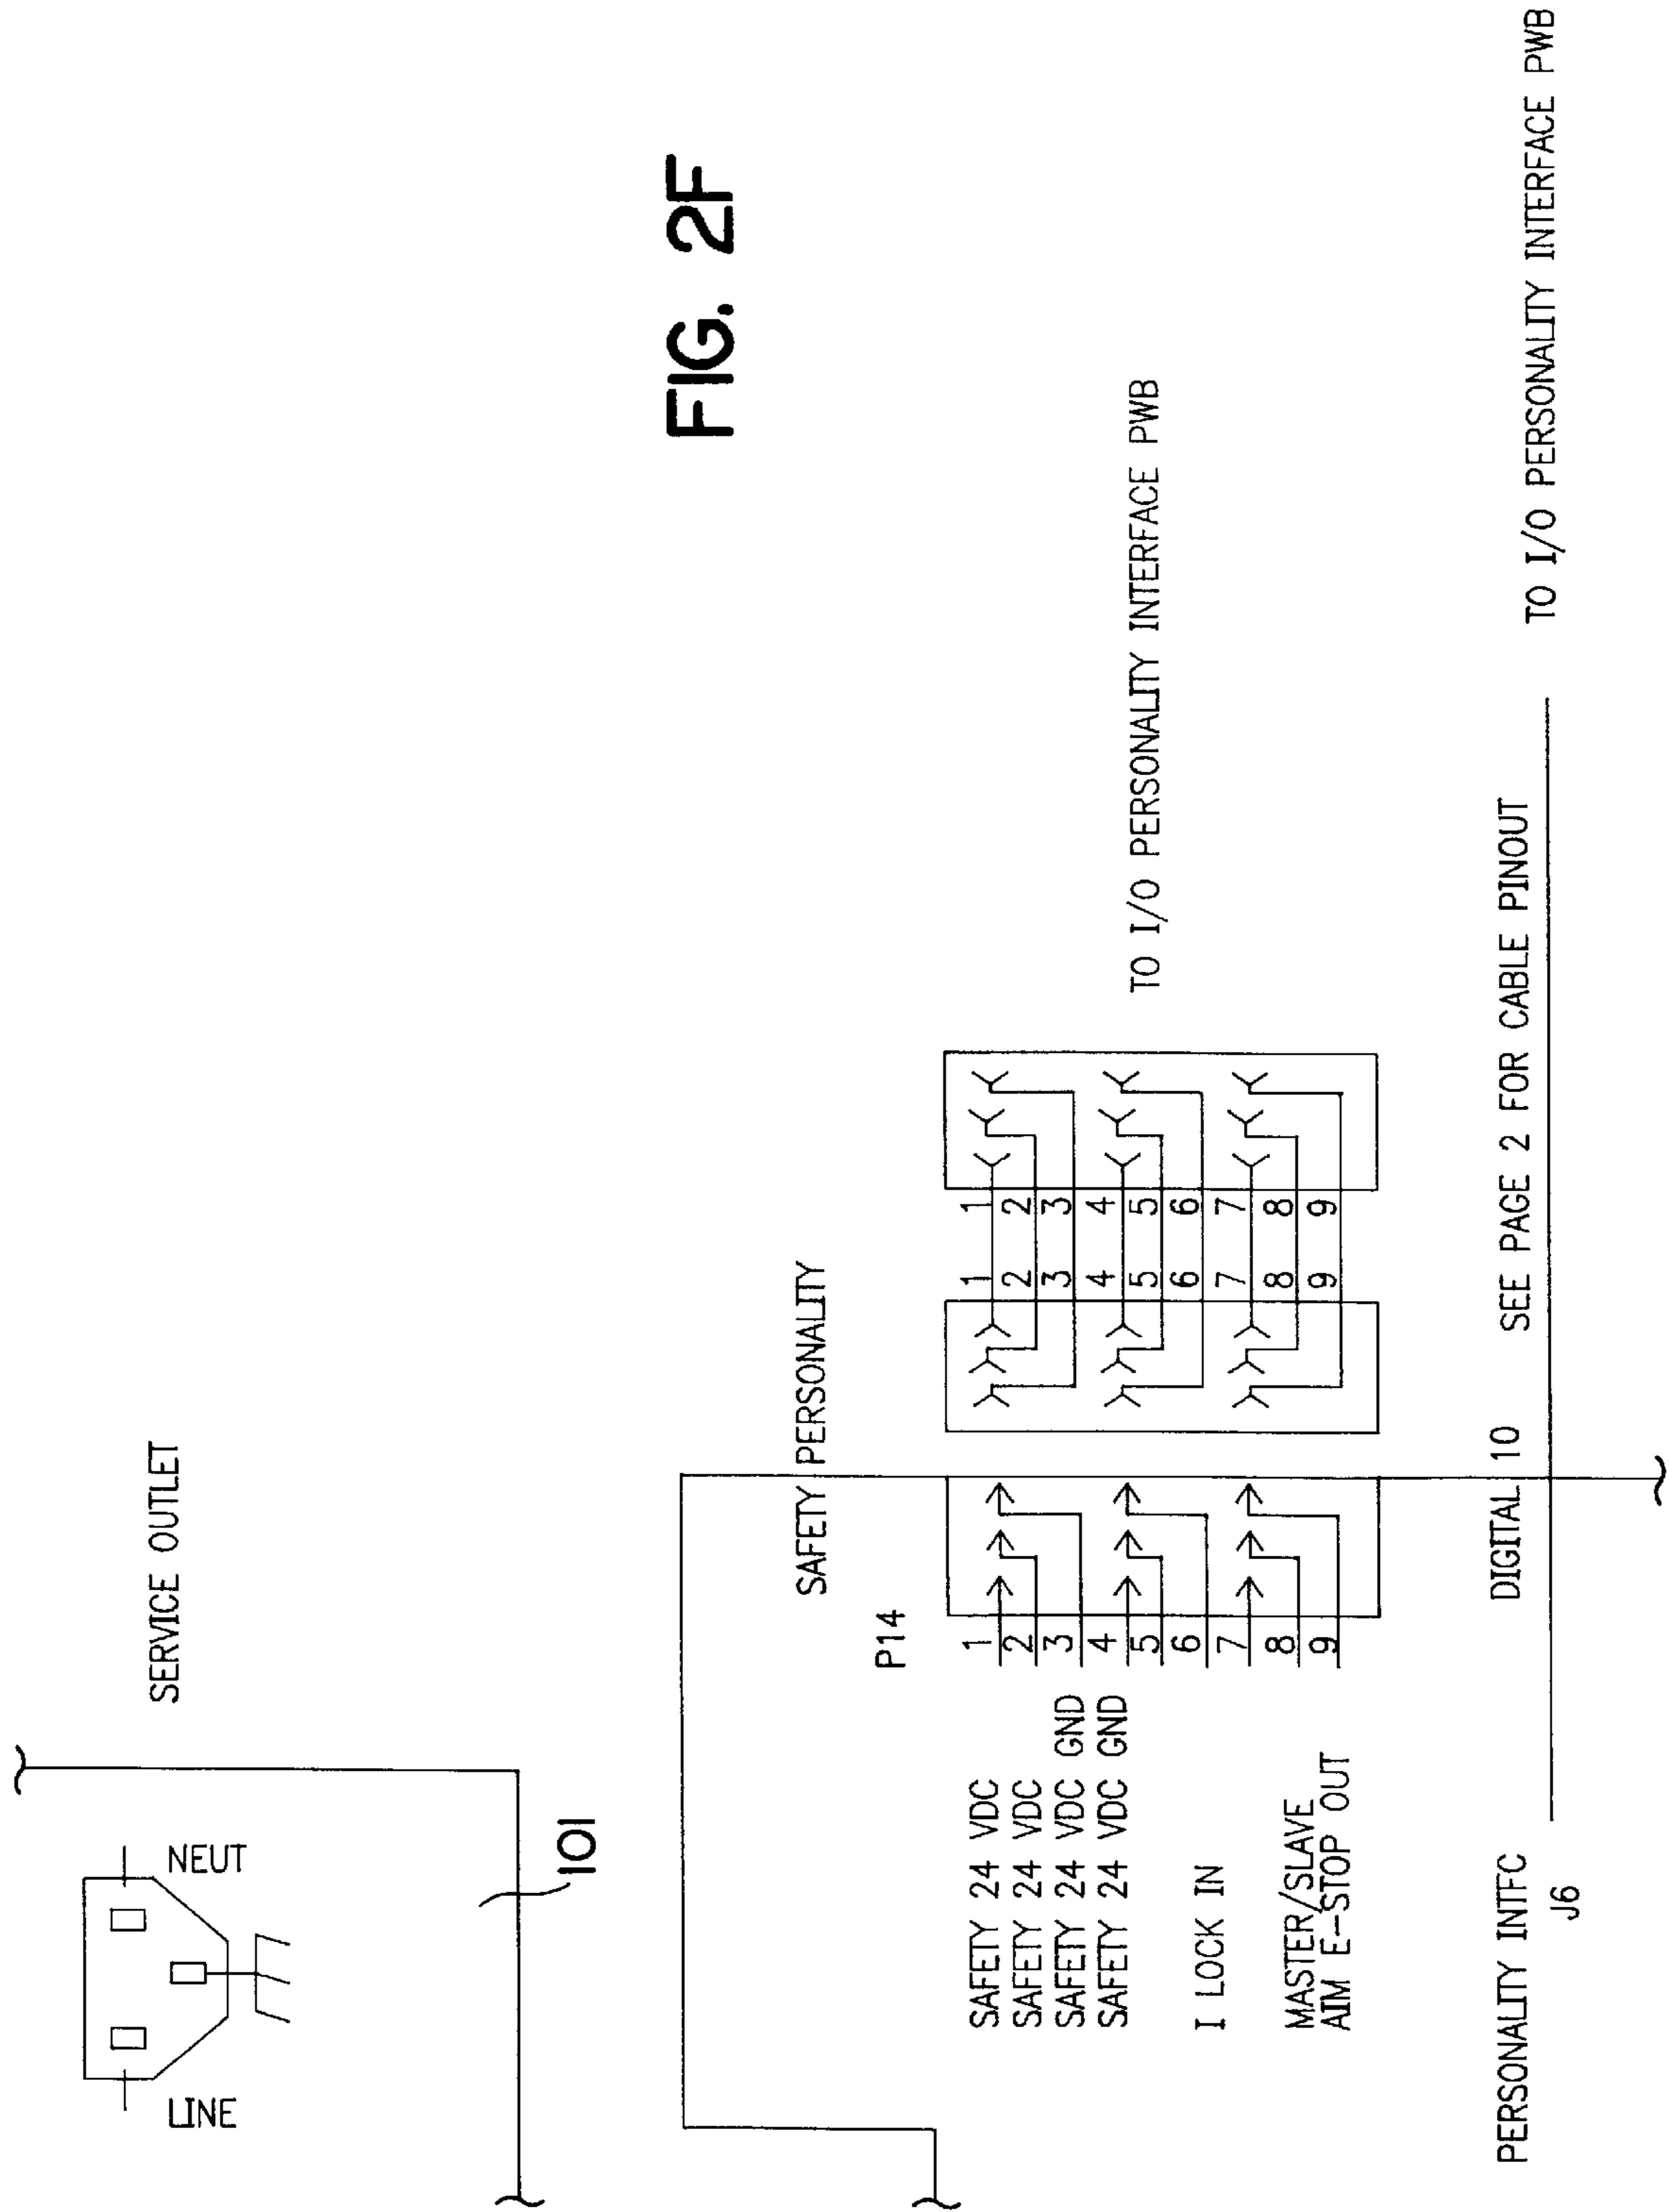 SERVICE OUTLET
NEUT
LINE
101
FIG. 2F
SAFETY PERSONALITY
P14
SAFETY 24 VDC
SAFETY 24 VDC
SAFETY 24 VDC GND
SAFETY 24 VDC GND
I LOCK IN
MASTER/SLAVE
AIM E-STOP OUT
1
2
3
4
5
6
7
8
9
1
2
3
4
5
6
7
8
9
1
2
3
4
5
6
7
8
9
TO I/O PERSONALITY INTERFACE PWB
PERSONALITY INTFC
J6
DIGITAL 10
SEE PAGE 2 FOR CABLE PINOUT
TO I/O PERSONALITY INTERFACE PWB